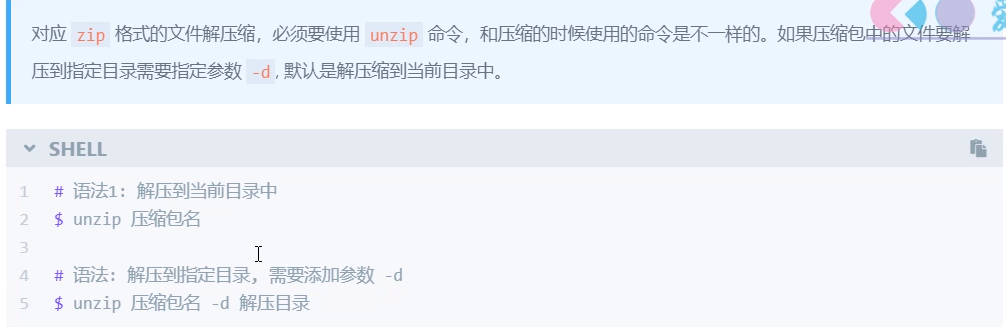 对应 zip 格式的文件解压缩，必须要使用 unzip 命令，和压缩的时候使用的命令是不一样的。如果压缩包中的文件要解
压到指定目录需要指定参数 -d, 默认是解压缩到当前目录中。
SHELL
1 # 语法1: 解压到当前目录中
2 $ unzip 压缩包名
3
4 # 语法: 解压到指定目录, 需要添加参数 -d
5 $ unzip 压缩包名 -d 解压目录